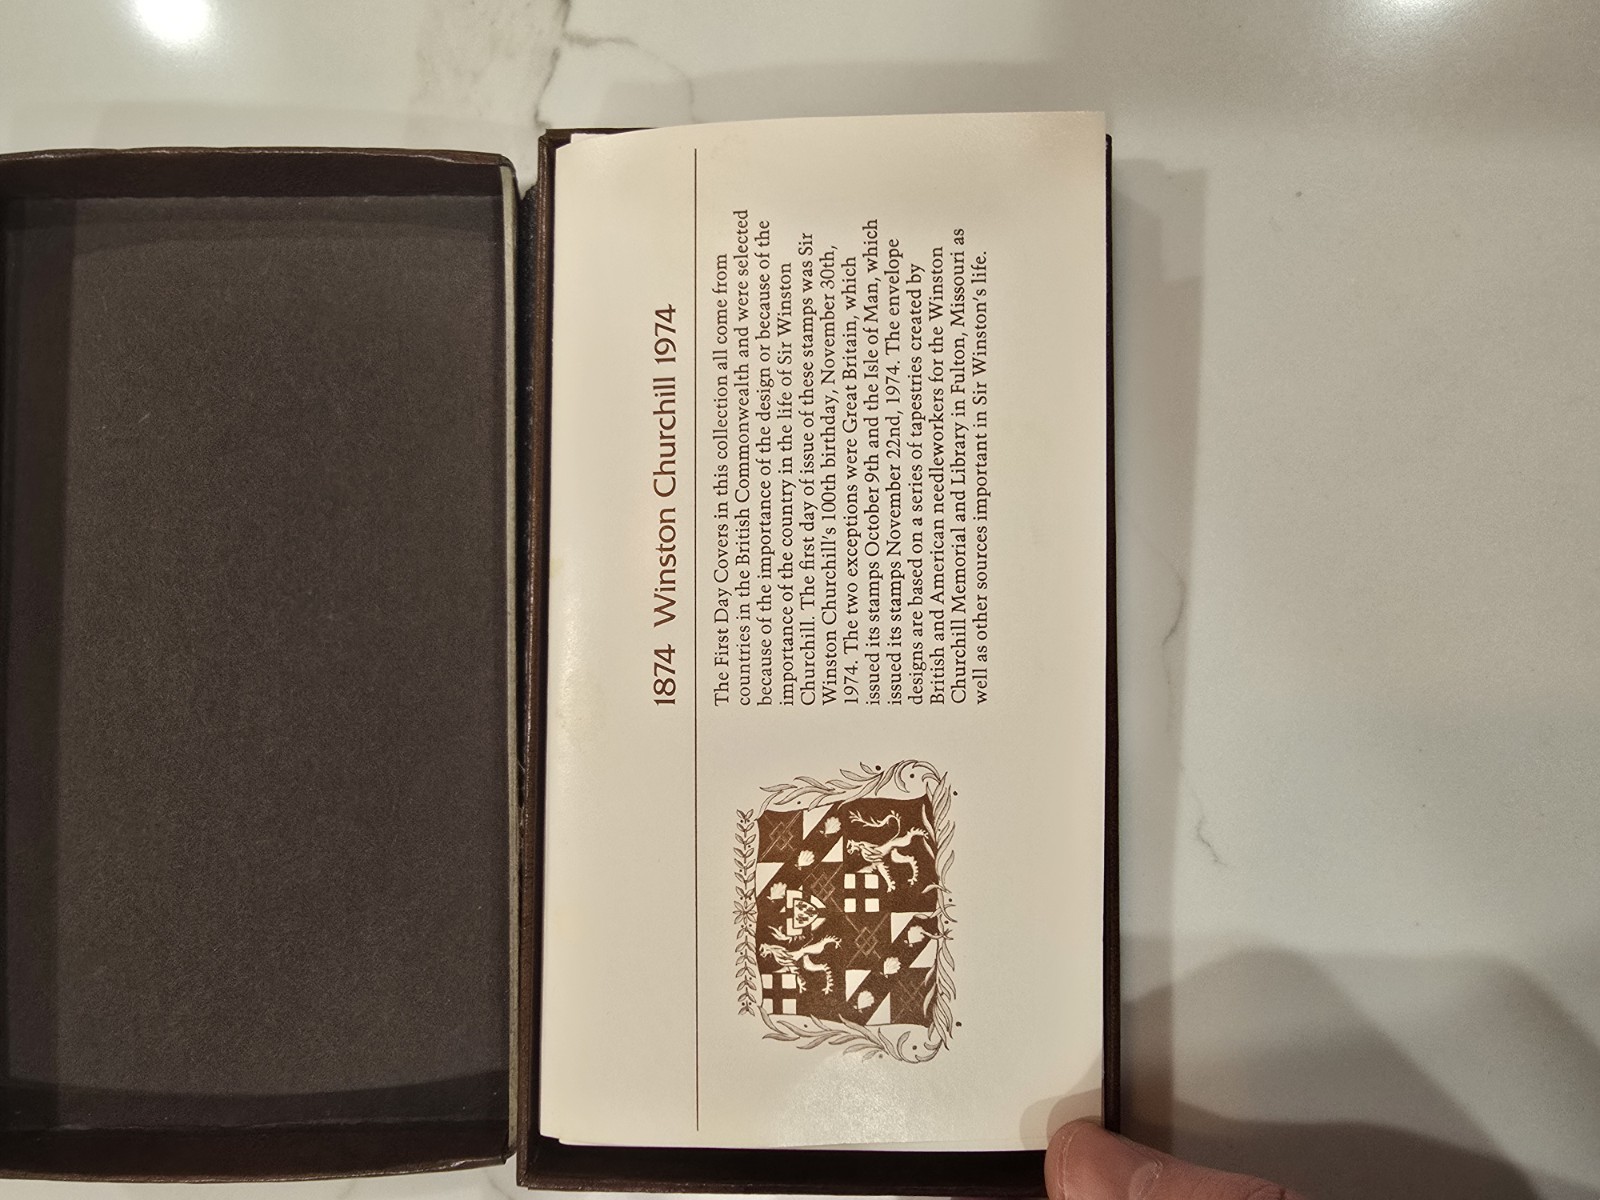 1874 Winston Churchill 1974
The First Day Covers in this collection all come from
countries in the British Commonwealth and were selected
because of the importance of the design or because of the
importance of the country in the life of Sir Winston
Churchill. The first day of issue of these stamps was Sir
Winston Churchill's 100th birthday, November 30th,
1974. The two exceptions were Great Britain, which
issued its stamps October 9th and the Isle of Man, which
issued its stamps November 22nd, 1974. The envelope
designs are based on a series of tapestries created by
British and American needleworkers for the Winston
Churchill Memorial and Library in Fulton, Missouri as
well as other sources important in Sir Winston's life.